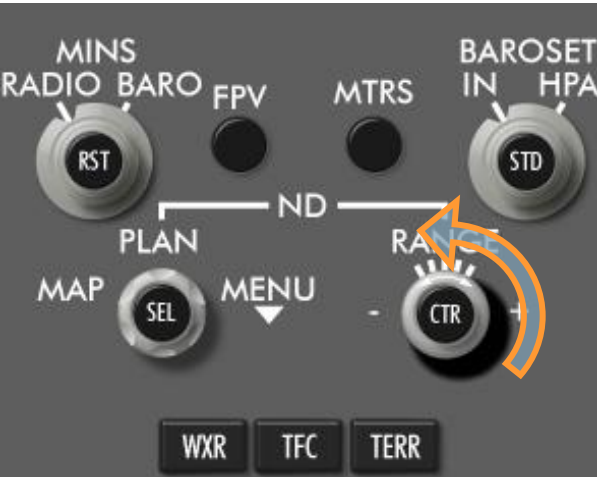 MINS
RADIO BARO
FPV
MTRS
BAROSET
IN HPA
RST
STD
ND
PLAN
RANGE
MAP
MENU
SEL
-
CTR
+
WXR
TFC
TERR